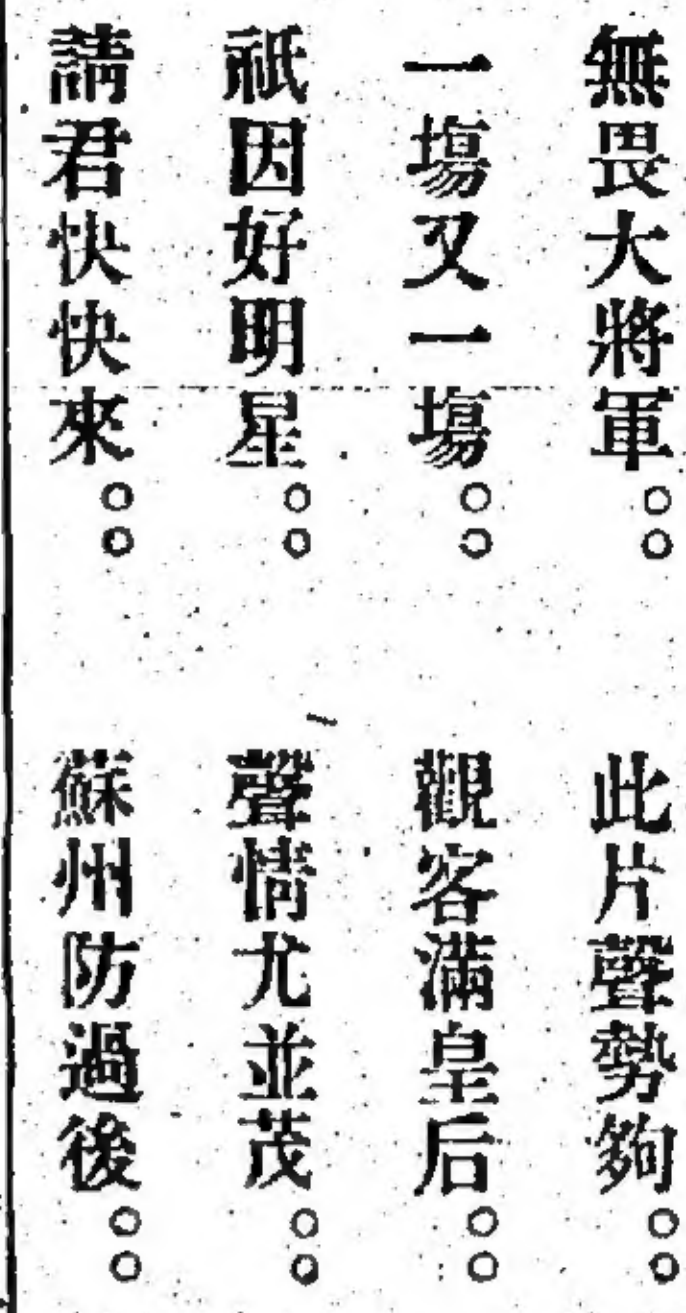 無畏大將軍。。　此片聲勢夠。。
一塲又一塲。。　觀客滿皇后。。
祇因好明星。。　聲情尤並茂。。
請君快快來。。　蘇州防過後。。